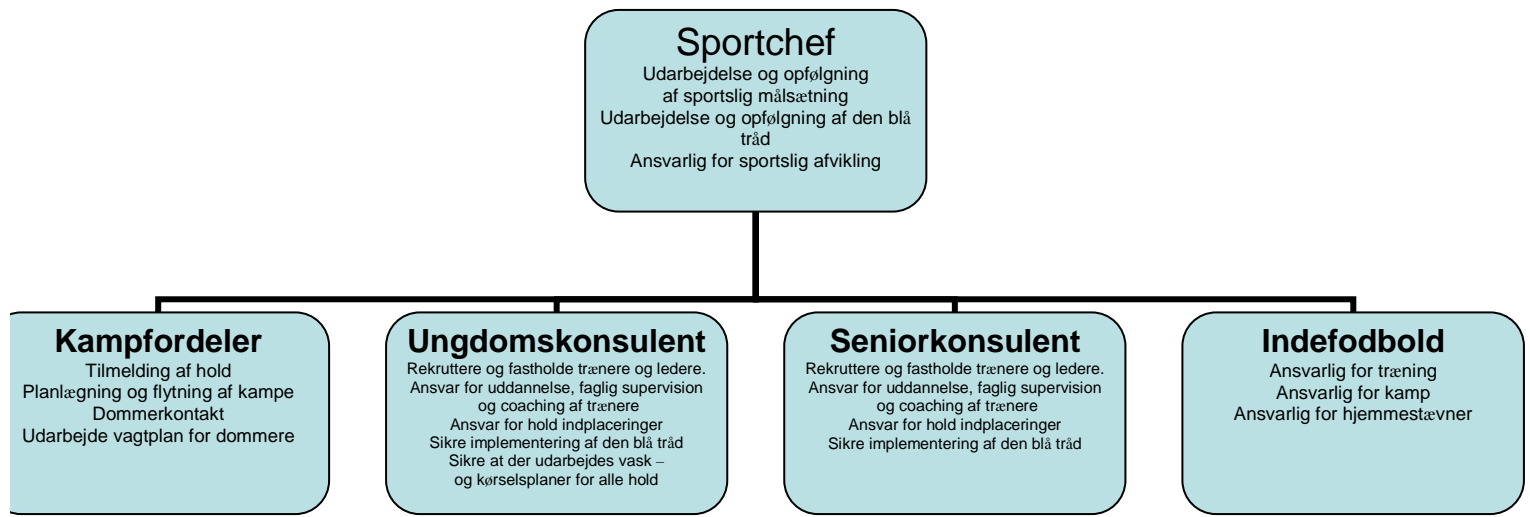 Sportchef
Udarbejdelse og opfølgning
af sportslig målsætning
Udarbejdelse og opfølgning af den blå
tråd
Ansvarlig for sportslig afvikling
Kampfordeler
Tilmelding af hold
Planlægning og flytning af kampe
Dommerkontakt
Udarbejde vagtplan for dommere
Ungdomskonsulent
Rekruttere og fastholde trænere og ledere.
Ansvar for uddannelse, faglig supervision
og coaching af trænere
Ansvar for hold indplaceringer
Sikre implementering af den blå tråd
Sikre at der udarbejdes vask –
og kørselsplaner for alle hold
Seniorkonsulent
Rekruttere og fastholde trænere og ledere.
Ansvar for uddannelse, faglig supervision
og coaching af trænere
Ansvar for hold indplaceringer
Sikre implementering af den blå tråd
Indefodbold
Ansvarlig for træning
Ansvarlig for kamp
Ansvarlig for hjemmestævner